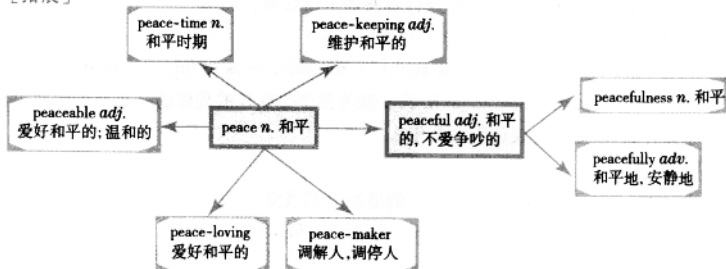 [拓展]
peace-time n.
和平时期
peace-keeping adj.
维护和平的
peaceable adj.
爱好和平的;温和的
peace n. 和平
peaceful adj. 和平
的,不爱争吵的
peacefulness n. 和平
peacefully adv.
和平地,安静地
peace-loving
爱好和平的
peace-maker
调解人,调停人